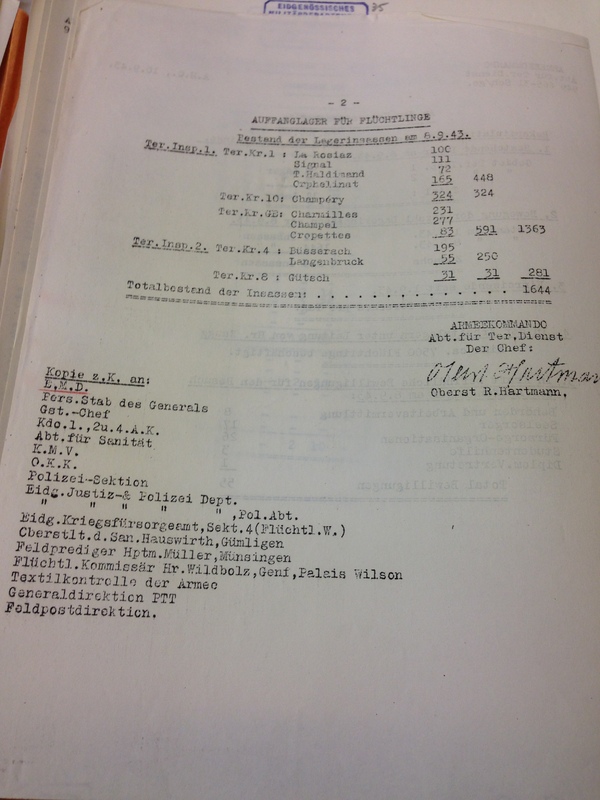 EIDGENÖSSISCHES
35
- 2 -
AUFFANGLAGER FÜR FLÜCHTLINGE
Bestand der Lagerinsassen am 8.9.43.
Ter.Insp.1. Ter.Kr.1 : La Rosiaz 100
Signal 111
T.Haldimand 72
Orphelinat 165 448
Ter.Kr.10: Champéry 324 324
Ter.Kr.GE: Charmilles 231
Champel 277
Cropettes 83 591 1363
Ter.Insp.2. Ter.Kr.4 : Büsserach 195
Langenbruck 55 250
Ter.Kr.8 : Gütsch 31 31 281
Totalbestand der Insassen: . . . . . . . . . . . . . . . 1644
ARMEEKOMMANDO
Abt.für Ter.Dienst
Der Chef:
Oberst R.Hartmann,
Kopie z.K. an:
E.M.D.
Pers.Stab des Generals
Gst.-Chef
Kdo.1.,2u.4.A.K.
Abt.für Sanität
K.M.V.
O.K.K.
Polizei-Sektion
Eidg.Justiz-& Polizei Dept.
" " " " ,Pol.Abt.
Eidg.Kriegsfürsorgeamt,Sekt.4(Flüchtl.W.)
Oberstlt.d.San.Hauswirth,Gümligen
Feldprediger Hptm.Müller,Münsingen
Flüchtl.Kommissär Hr.Wildbolz,Genf,Palais Wilson
Textilkontrolle der Armee
Generaldirektion PTT
Feldpostdirektion.